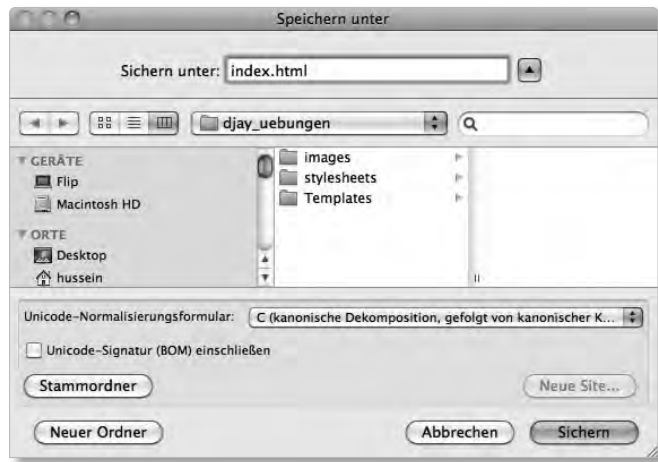 Speichern unter
Sichern unter: index.html
djay_uebungen
GERÄTE
Flip
Macintosh HD
ORTE
Desktop
hussein
images
stylesheets
Templates
Unicode-Normalisierungsformular: C (kanonische Dekomposition, gefolgt von kanonischer K...
Unicode-Signatur (BOM) einschließen
Stammordner
Neue Site...
Neuer Ordner
Abbrechen
Sichern